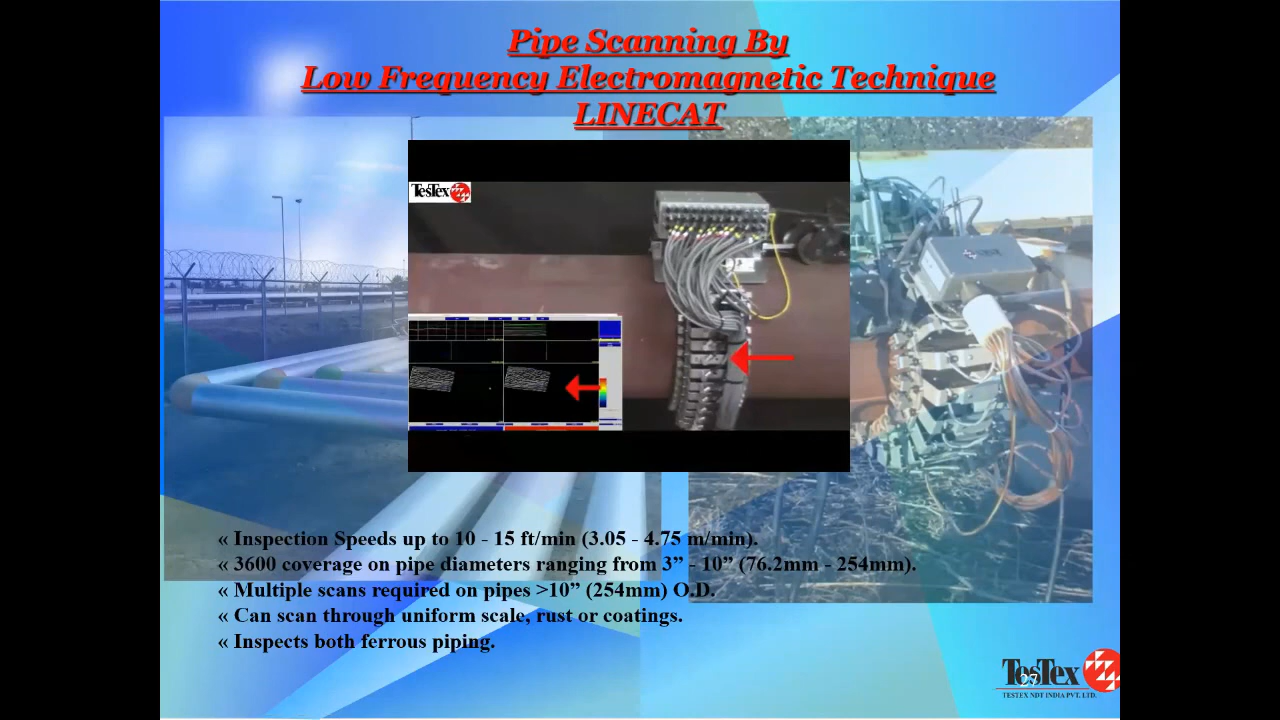 Pipe Scanning By
Low Frequency Electromagnetic Technique
LINECAT
TesTex
« Inspection Speeds up to 10 - 15 ft/min (3.05 - 4.75 m/min).
« 3600 coverage on pipe diameters ranging from 3” - 10” (76.2mm - 254mm).
« Multiple scans required on pipes >10” (254mm) O.D.
« Can scan through uniform scale, rust or coatings.
« Inspects both ferrous piping.
TesTex
27
TESTEX NDT INDIA PVT. LTD.